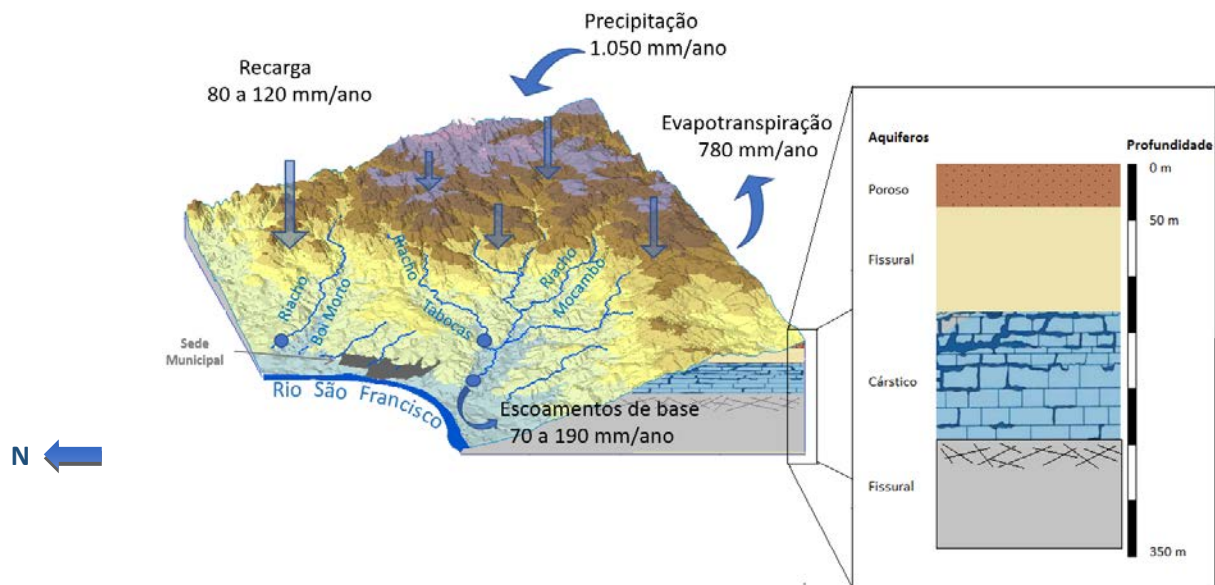 Precipitação
1.050 mm/ano
Recarga
80 a 120 mm/ano
Evapotranspiração
780 mm/ano
Riacho
Boi Morto
Riacho
Tabocas
Riacho
Mocambo
Sede
Municipal
Rio São Francisco
Escoamentos de base
70 a 190 mm/ano
N
Aquiferos
Profundidade
Poroso
0 m
50 m
Fissural
Cárstico
Fissural
350 m